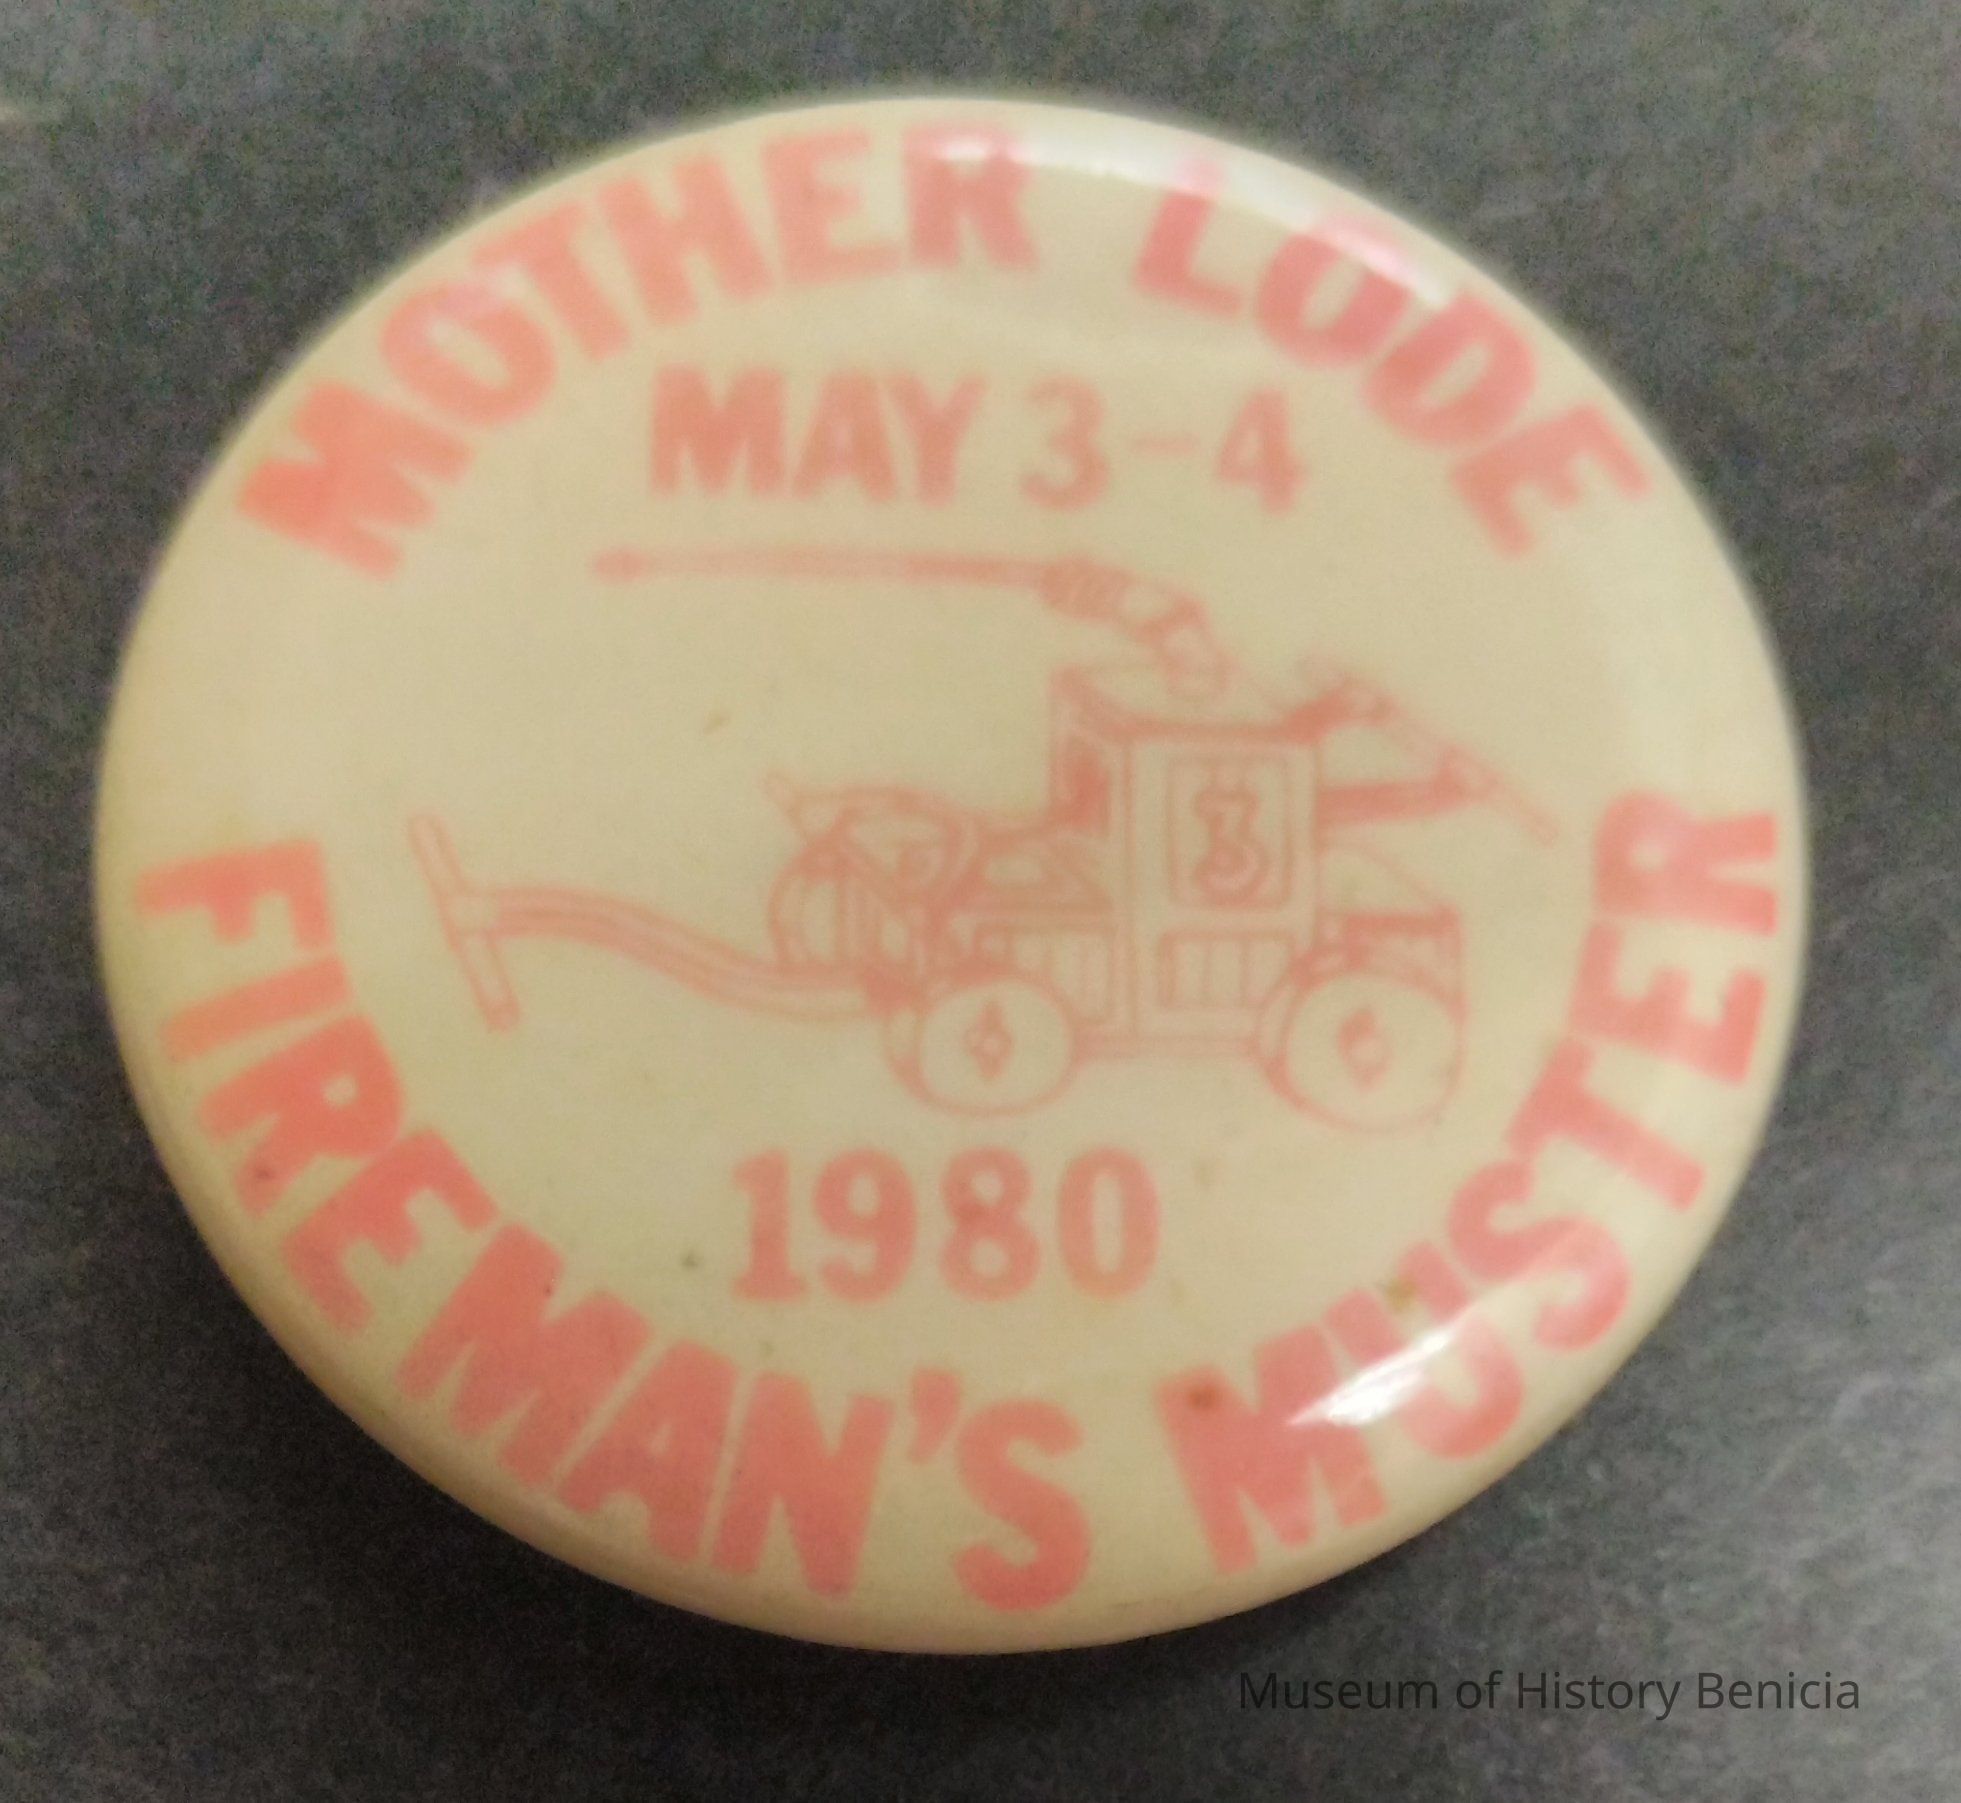 MOTHER LODE
MAY 3-4
1980
FIREMAN'S MUSTER
Museum of History Benicia